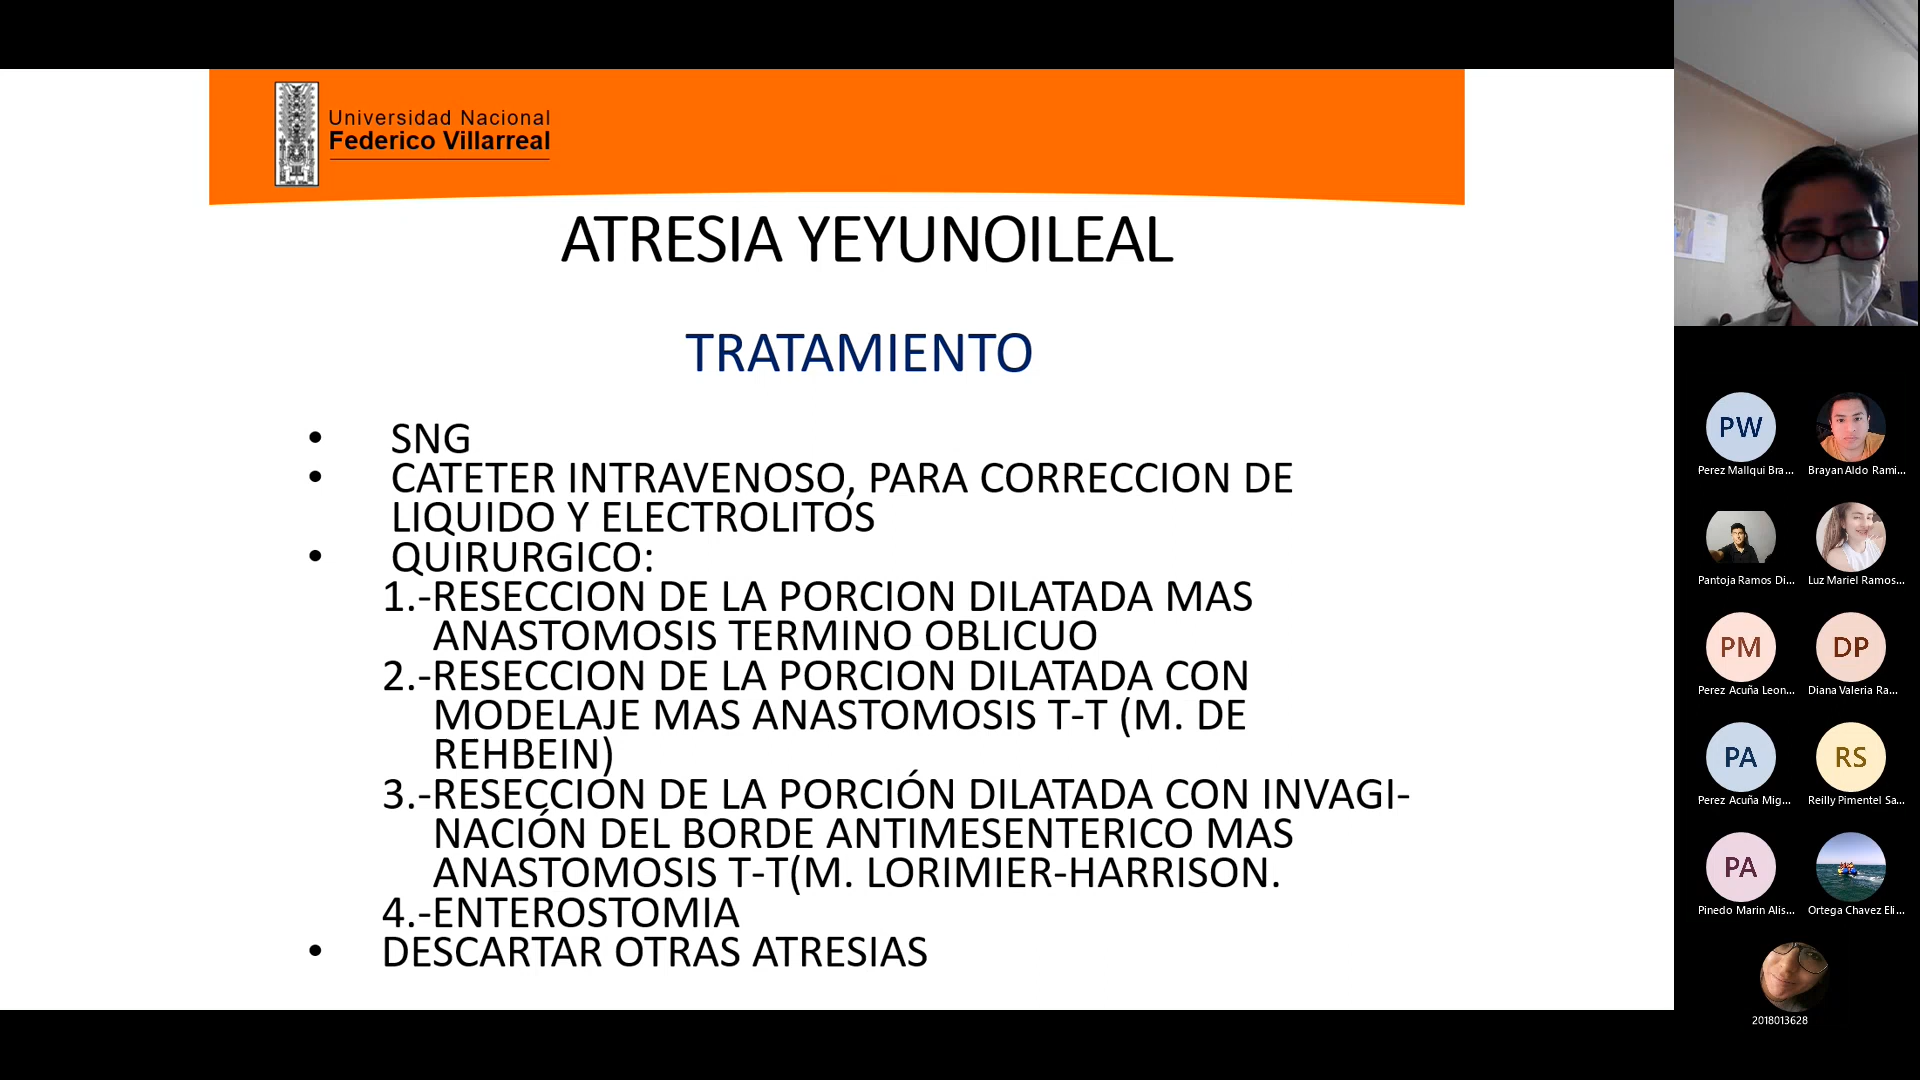 Universidad Nacional
Federico Villarreal
ATRESIA YEYUNOILEAL
TRATAMIENTO
• SNG
• CATETER INTRAVENOSO, PARA CORRECCION DE
LIQUIDO Y ELECTROLITOS
• QUIRURGICO:
1.-RESECCION DE LA PORCION DILATADA MAS
ANASTOMOSIS TERMINO OBLICUO
2.-RESECCION DE LA PORCION DILATADA CON
MODELAJE MAS ANASTOMOSIS T-T (M. DE
REHBEIN)
3.-RESECCION DE LA PORCIÓN DILATADA CON INVAGI-
NACIÓN DEL BORDE ANTIMESENTERICO MAS
ANASTOMOSIS T-T(M. LORIMIER-HARRISON.
4.-ENTEROSTOMIA
• DESCARTAR OTRAS ATRESIAS
PW
Perez Mallqui Bra...
Brayan Aldo Rami...
Pantoja Ramos Di...
Luz Mariel Ramos...
PM
Perez Acuña Leon...
DP
Diana Valeria Ra...
PA
Perez Acuña Mig...
RS
Reilly Pimentel Sa...
PA
Pinedo Marin Alis...
Ortega Chavez Eli...
2018013628